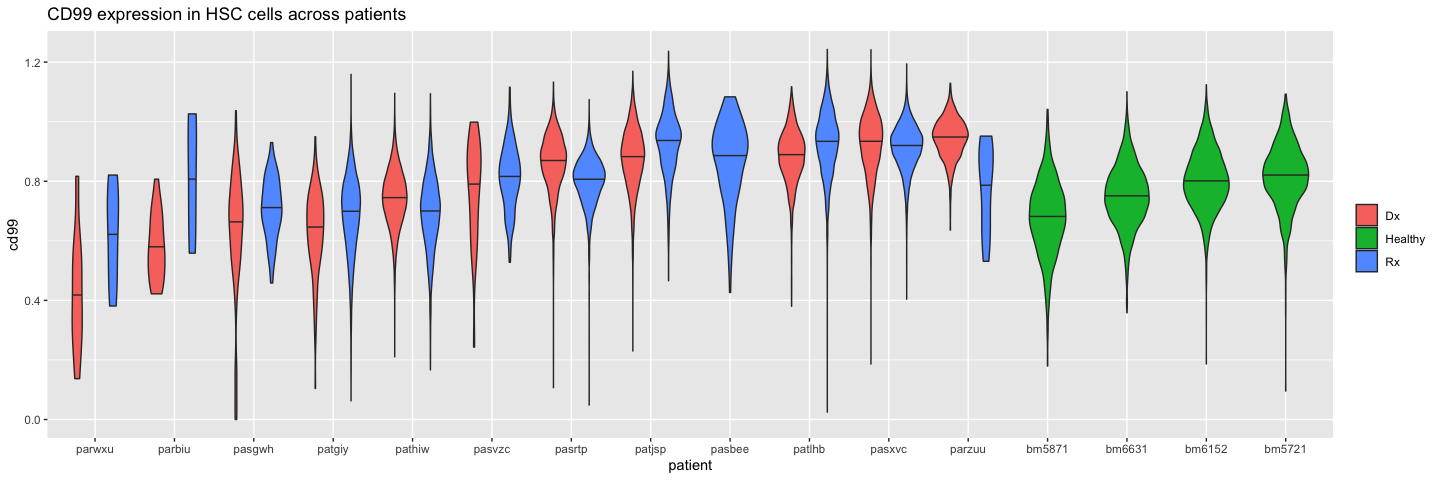 CD99 expression in HSC cells across patients
cd99
1.2
0.8
0.4
0.0
parwxu parbiu pasgwh patgiy pathiw pasvzc pasrtp patjsp pasbee patlhb pasxvc parzuu bm5871 bm6631 bm6152 bm5721
patient
Dx
Healthy
Rx